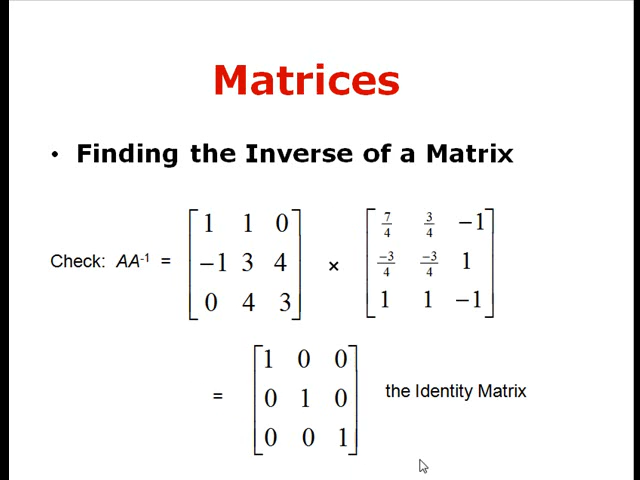 Matrices
• Finding the Inverse of a Matrix
Check: AA⁻¹ = [1 1 0; −1 3 4; 0 4 3] × [7/4 3/4 −1; −3/4 −3/4 1; 1 1 −1]
= [1 0 0; 0 1 0; 0 0 1] the Identity Matrix